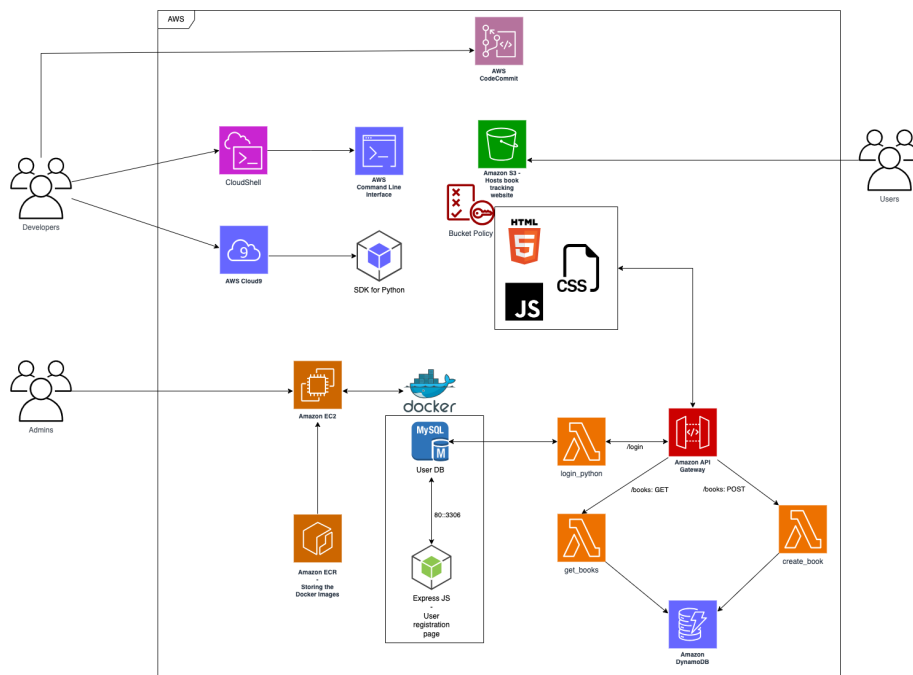 AWS
AWS
CodeCommit
CloudShell
AWS
Command Line
Interface
Amazon S3 -
Hosts book
tracking
website
Developers
Users
Bucket Policy
HTML
5
CSS
JS
9
AWS Cloud9
SDK for Python
Admins
Amazon EC2
docker
MySQL
M
User DB
login_python
/login
Amazon API
Gateway
/books: GET
/books: POST
80::3306
get_books
create_book
Amazon ECR
-
Storing the
Docker Images
Express JS
-
User
registration
page
Amazon
DynamoDB